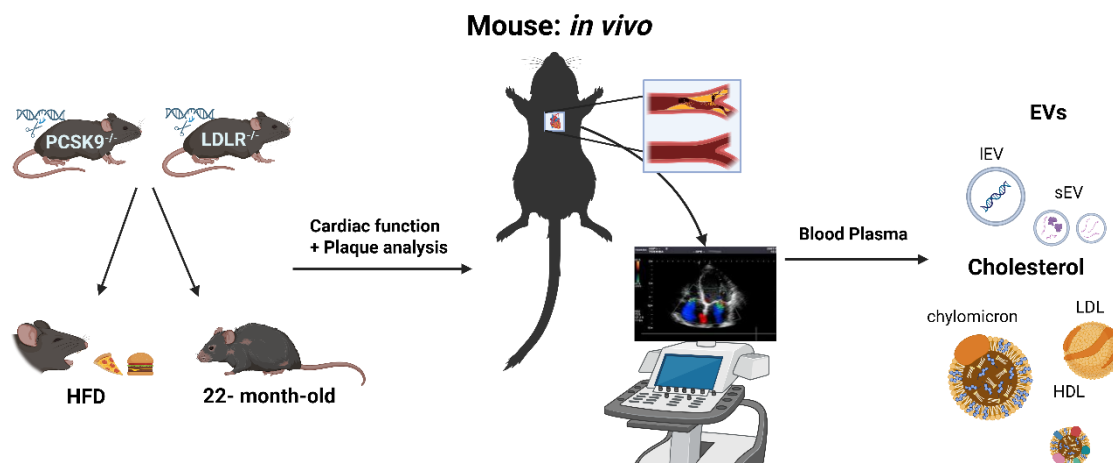 Mouse: in vivo
PCSK9-/-
LDLR-/-
Cardiac function
+ Plaque analysis
HFD
22- month-old
Blood Plasma
EVs
lEV
sEV
Cholesterol
chylomicron
LDL
HDL